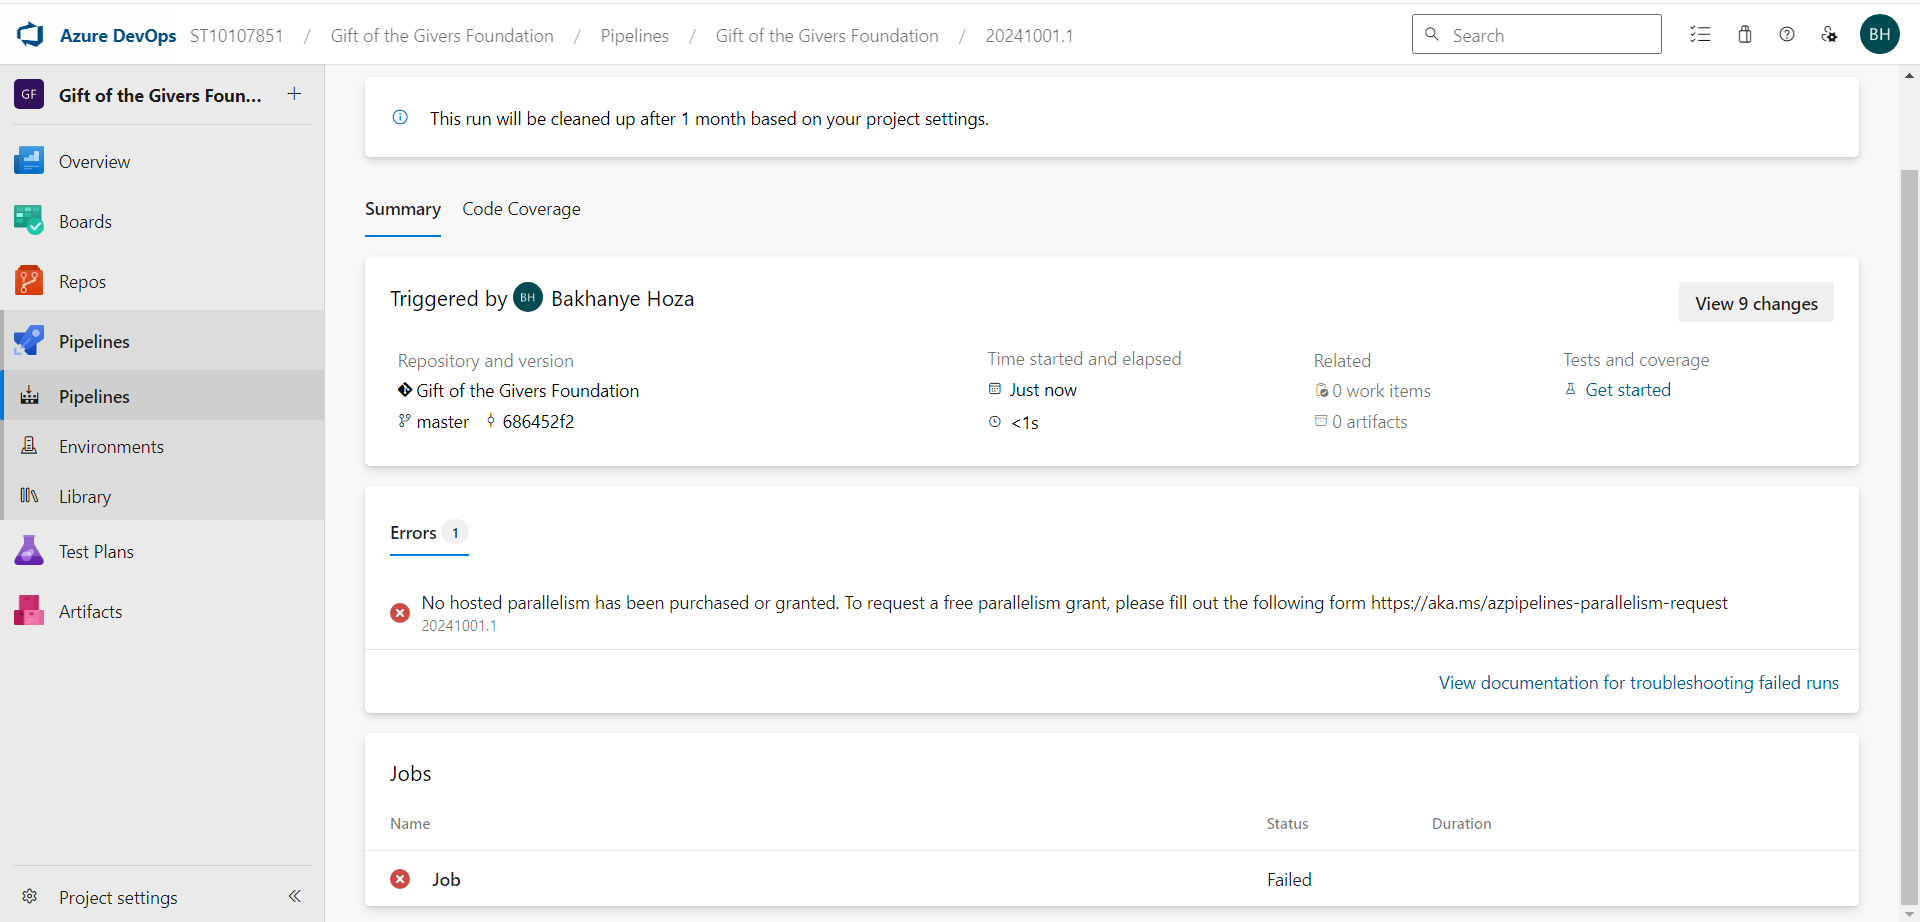 Azure DevOps ST10107851 / Gift of the Givers Foundation / Pipelines / Gift of the Givers Foundation / 20241001.1
Search
BH
GF Gift of the Givers Foun... +
Overview
Boards
Repos
Pipelines
Pipelines
Environments
Library
Test Plans
Artifacts
Project settings
This run will be cleaned up after 1 month based on your project settings.
Summary Code Coverage
Triggered by BH Bakhanye Hoza
View 9 changes
Repository and version
Gift of the Givers Foundation
master 686452f2
Time started and elapsed
Just now
<1s
Related
0 work items
0 artifacts
Tests and coverage
Get started
Errors 1
No hosted parallelism has been purchased or granted. To request a free parallelism grant, please fill out the following form https://aka.ms/azpipelines-parallelism-request
20241001.1
View documentation for troubleshooting failed runs
Jobs
Name Status Duration
Job Failed